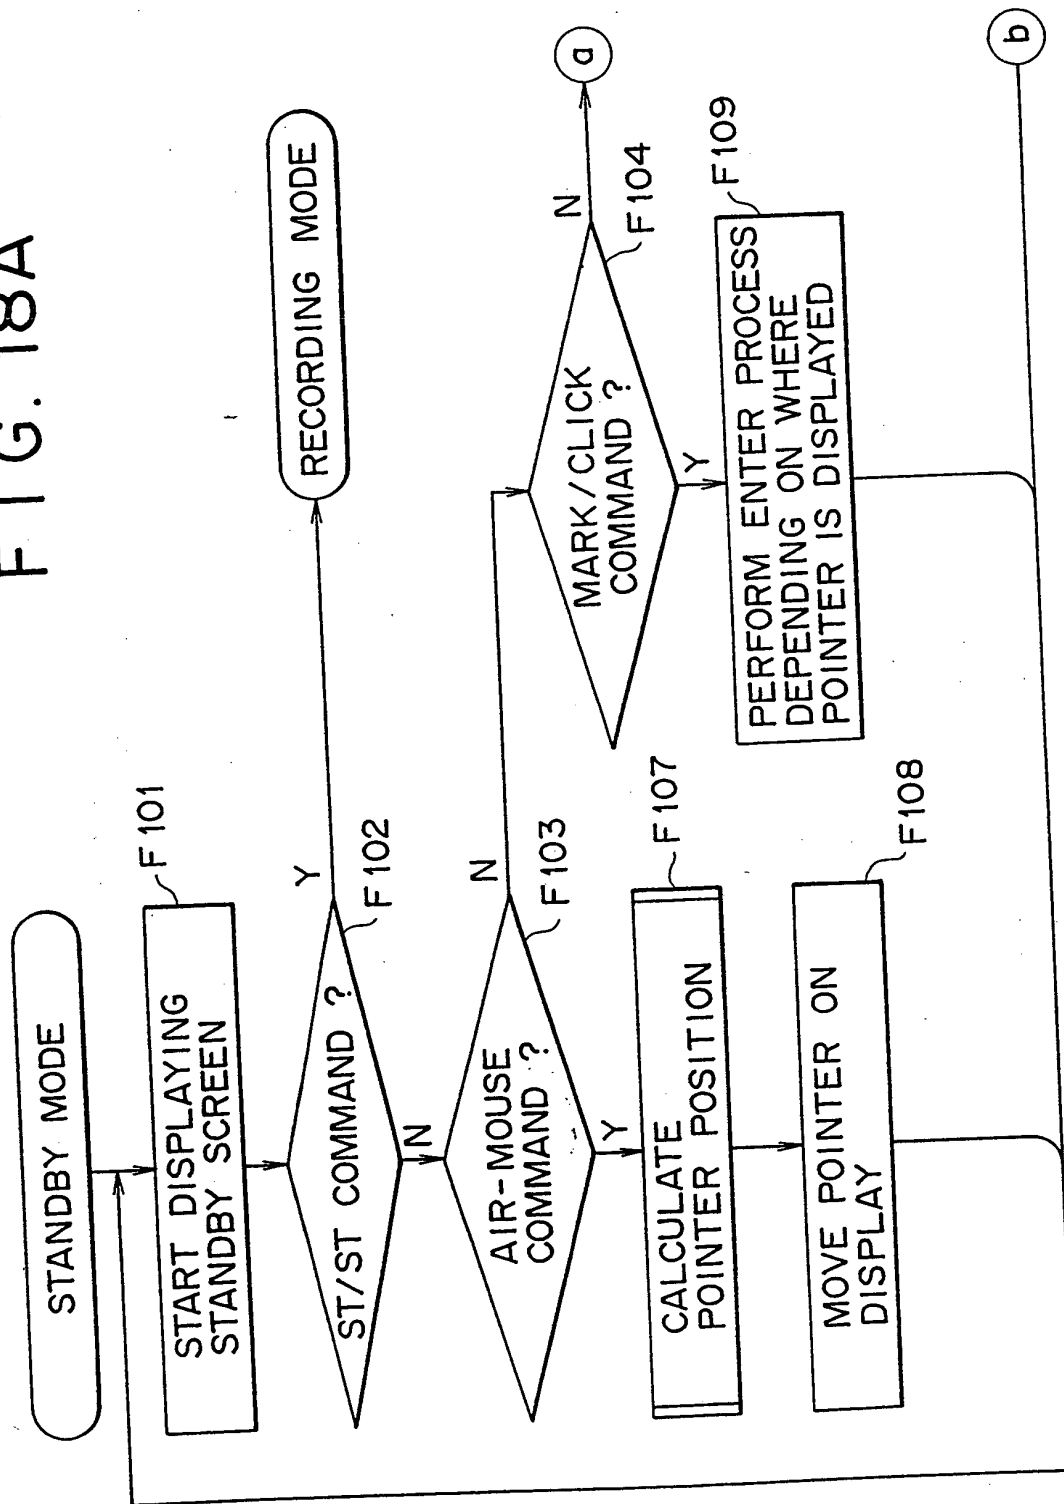 FIG. 18A
STANDBY MODE
START DISPLAYING
STANDBY SCREEN
F101
ST/ST COMMAND ?
F102
Y
RECORDING MODE
N
AIR-MOUSE
COMMAND ?
F103
N
Y
CALCULATE
POINTER POSITION
F107
MOVE POINTER ON
DISPLAY
F108
MARK/CLICK
COMMAND ?
F104
N
a
Y
PERFORM ENTER PROCESS
DEPENDING ON WHERE
POINTER IS DISPLAYED
F109
b